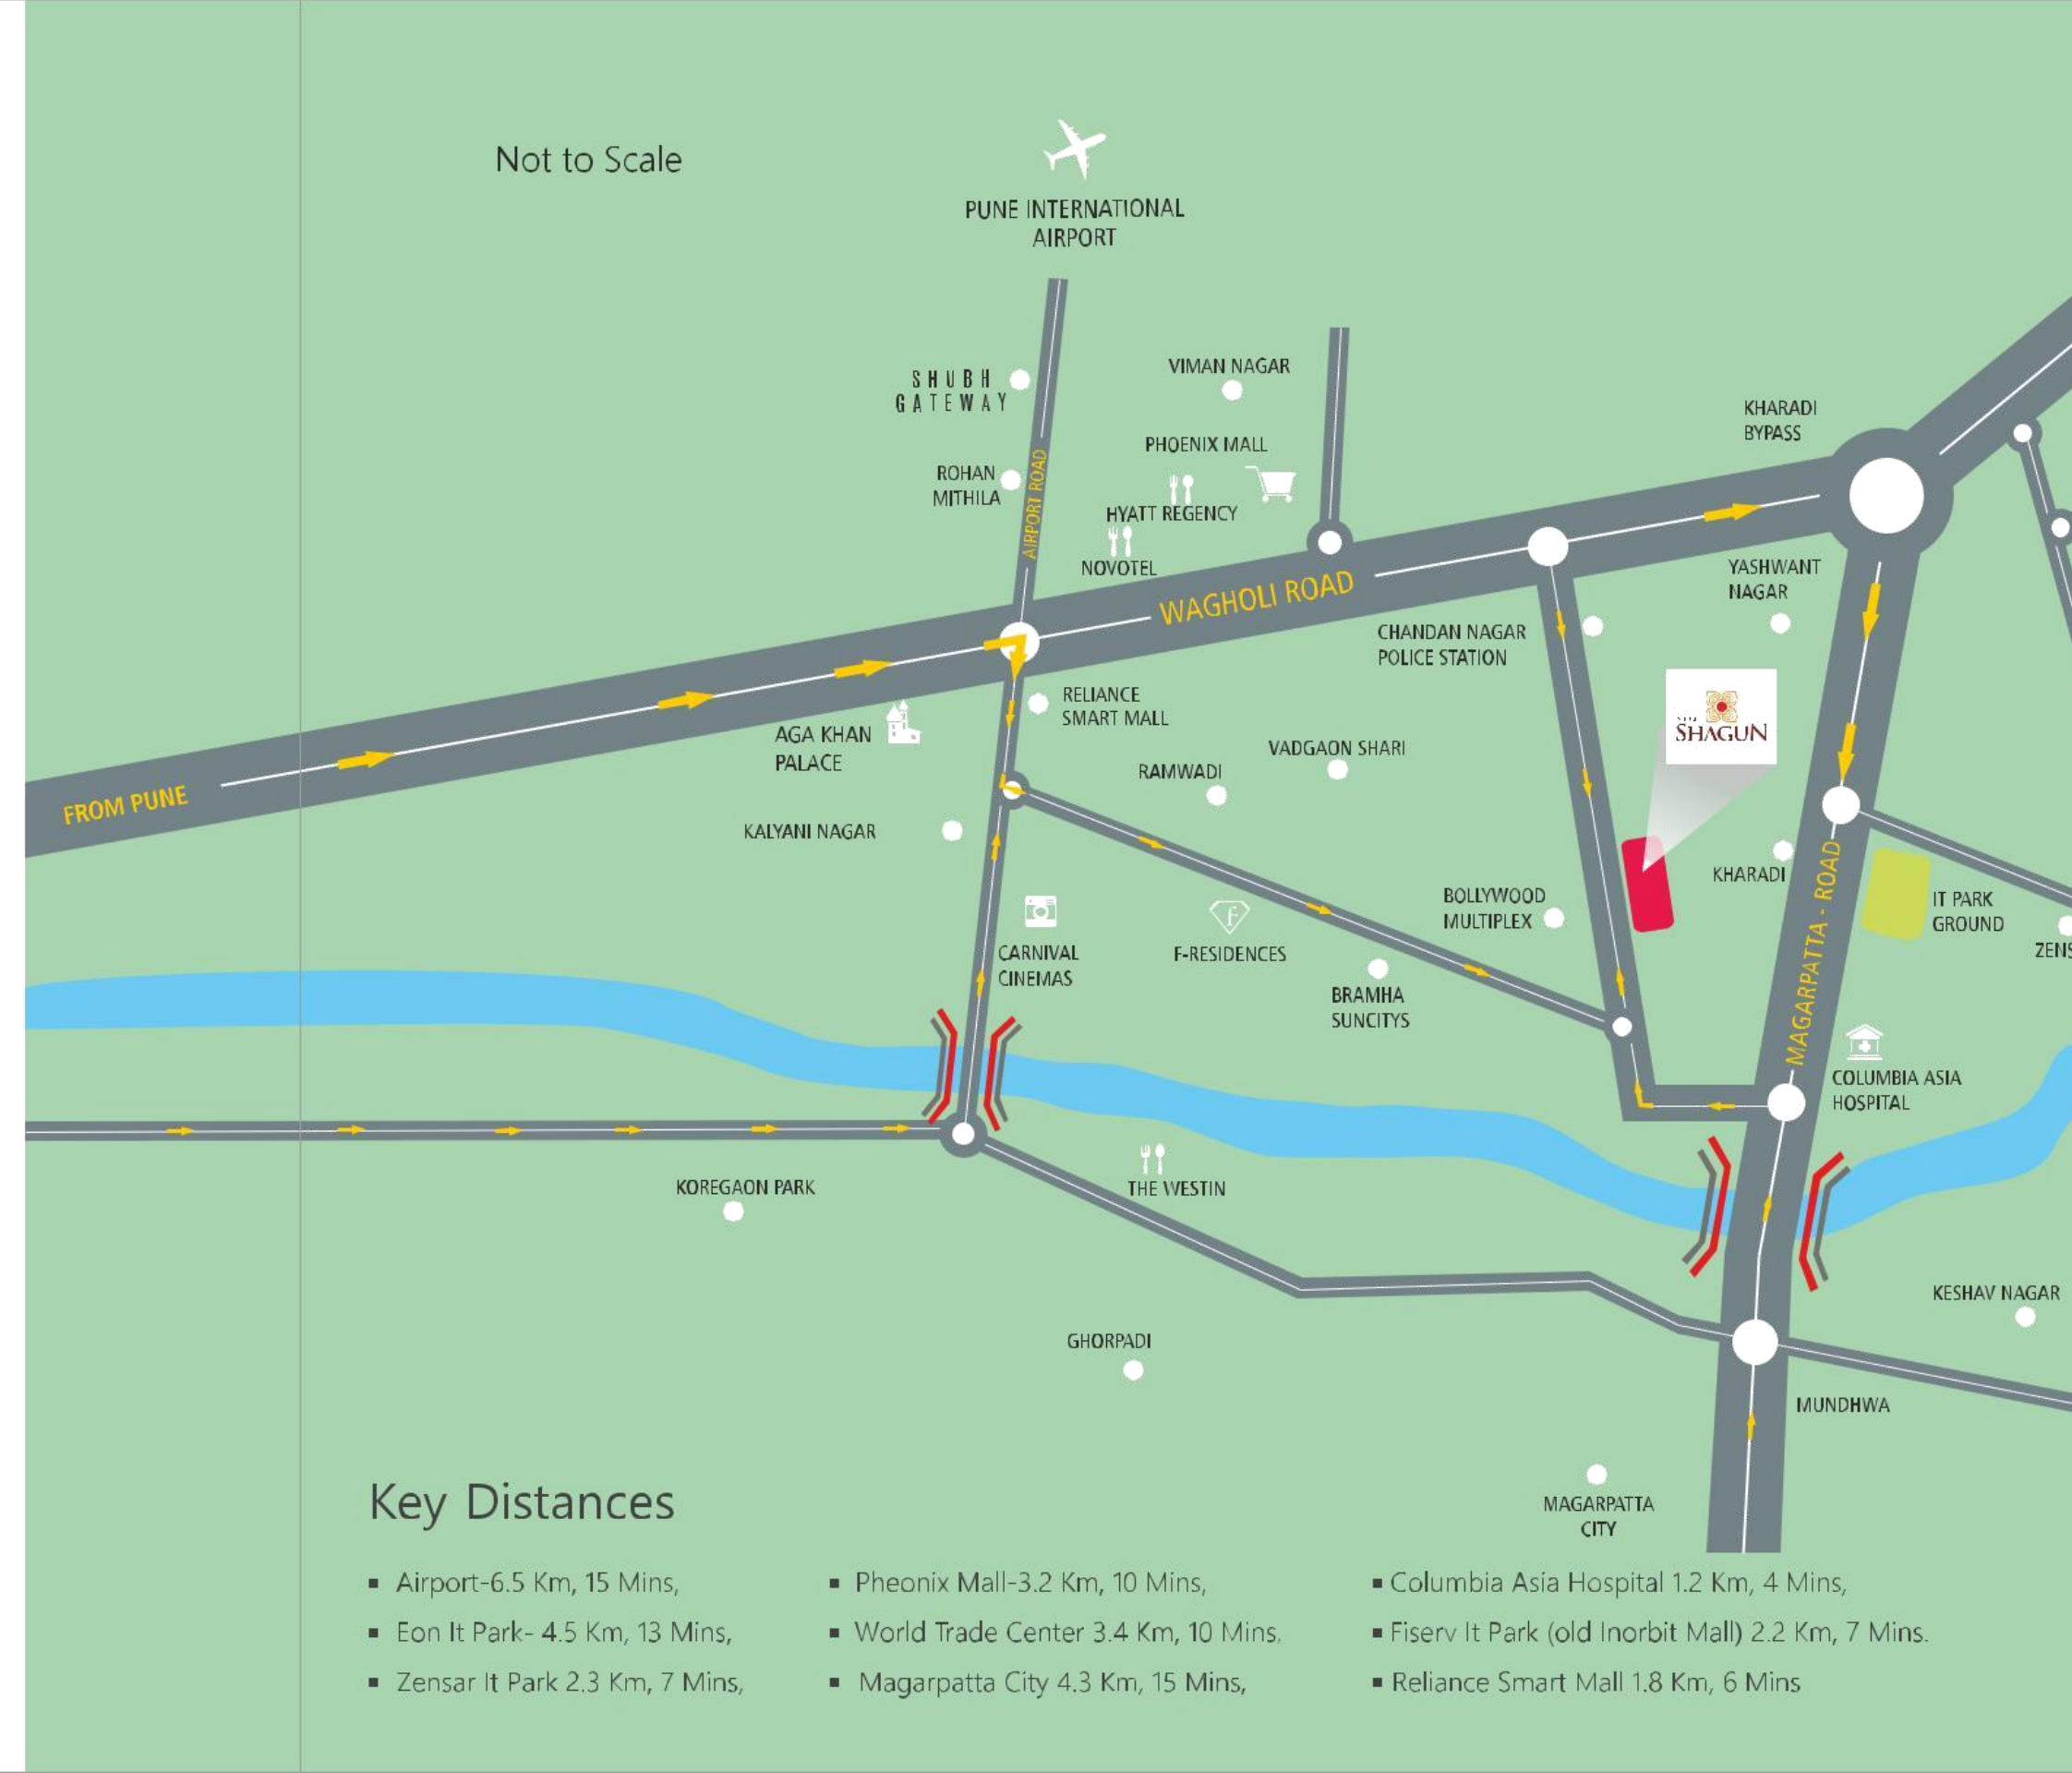 Not to Scale
PUNE INTERNATIONAL
AIRPORT
SHUBH
GATEWAY
VIMAN NAGAR
KHARADI
BYPASS
PHOENIX MALL
ROHAN
MITHILA
AIRPORT ROAD
HYATT REGENCY
NOVOTEL
WAGHOLI ROAD
YASHWANT
NAGAR
CHANDAN NAGAR
POLICE STATION
RELIANCE
SMART MALL
SHAGUN
AGA KHAN
PALACE
VADGAON SHARI
RAMWADI
FROM PUNE
KALYANI NAGAR
KHARADI
MAGARPATTA - ROAD
BOLLYWOOD
MULTIPLEX
IT PARK
GROUND
CARNIVAL
CINEMAS
F-RESIDENCES
ZENS
BRAMHA
SUNCITYS
COLUMBIA ASIA
HOSPITAL
KOREGAON PARK
THE WESTIN
KESHAV NAGAR
GHORPADI
MUNDHWA
MAGARPATTA
CITY
Key Distances
▪ Airport-6.5 Km, 15 Mins,
▪ Eon It Park- 4.5 Km, 13 Mins,
▪ Zensar It Park 2.3 Km, 7 Mins,
▪ Pheonix Mall-3.2 Km, 10 Mins,
▪ World Trade Center 3.4 Km, 10 Mins,
▪ Magarpatta City 4.3 Km, 15 Mins,
▪ Columbia Asia Hospital 1.2 Km, 4 Mins,
▪ Fiserv It Park (old Inorbit Mall) 2.2 Km, 7 Mins.
▪ Reliance Smart Mall 1.8 Km, 6 Mins